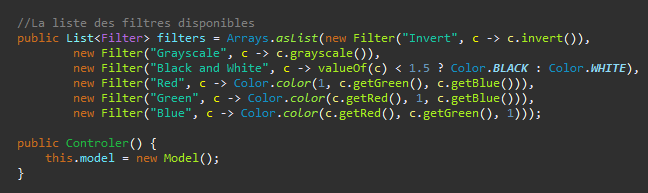 //La liste des filtres disponibles
public List<Filter> filters = Arrays.asList(new Filter("Invert", c -> c.invert()),
new Filter("Grayscale", c -> c.grayscale()),
new Filter("Black and White", c -> valueOf(c) < 1.5 ? Color.BLACK : Color.WHITE),
new Filter("Red", c -> Color.color(1, c.getGreen(), c.getBlue())),
new Filter("Green", c -> Color.color(c.getRed(), 1, c.getBlue())),
new Filter("Blue", c -> Color.color(c.getRed(), c.getGreen(), 1)));
public Controler() {
this.model = new Model();
}